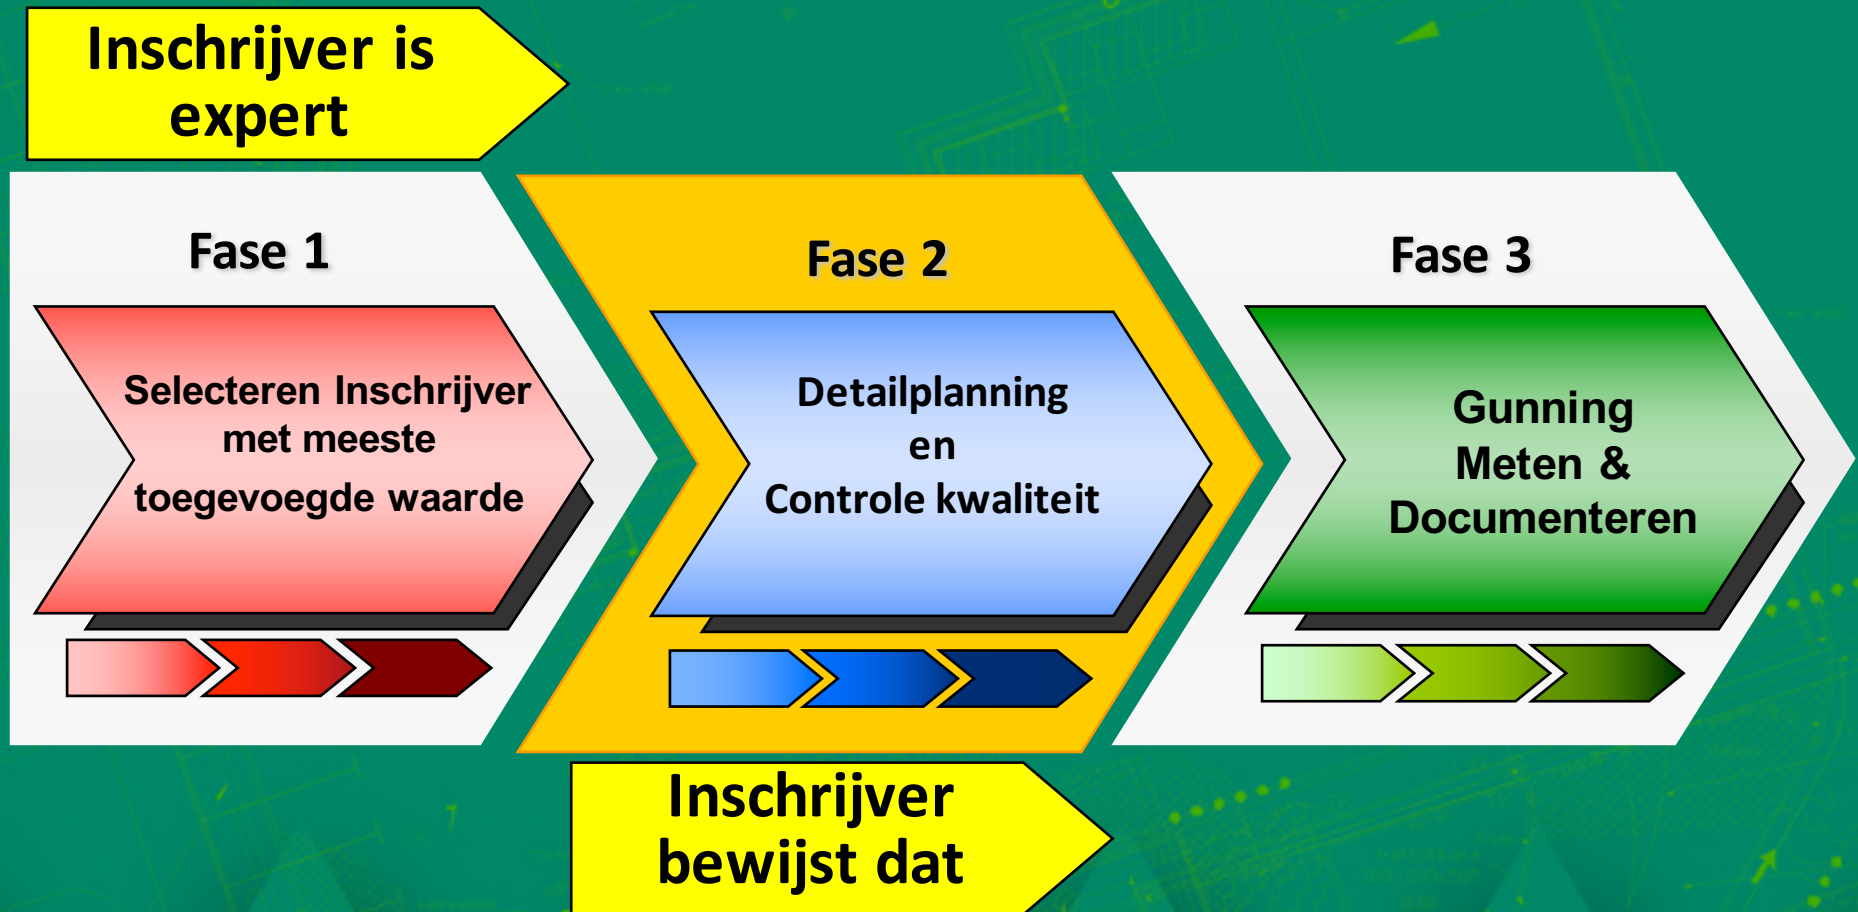 Inschrijver is
expert
Fase 1
Selecteren Inschrijver
met meeste
toegevoegde waarde
Fase 2
Detailplanning
en
Controle kwaliteit
Fase 3
Gunning
Meten &
Documenteren
Inschrijver
bewijst dat